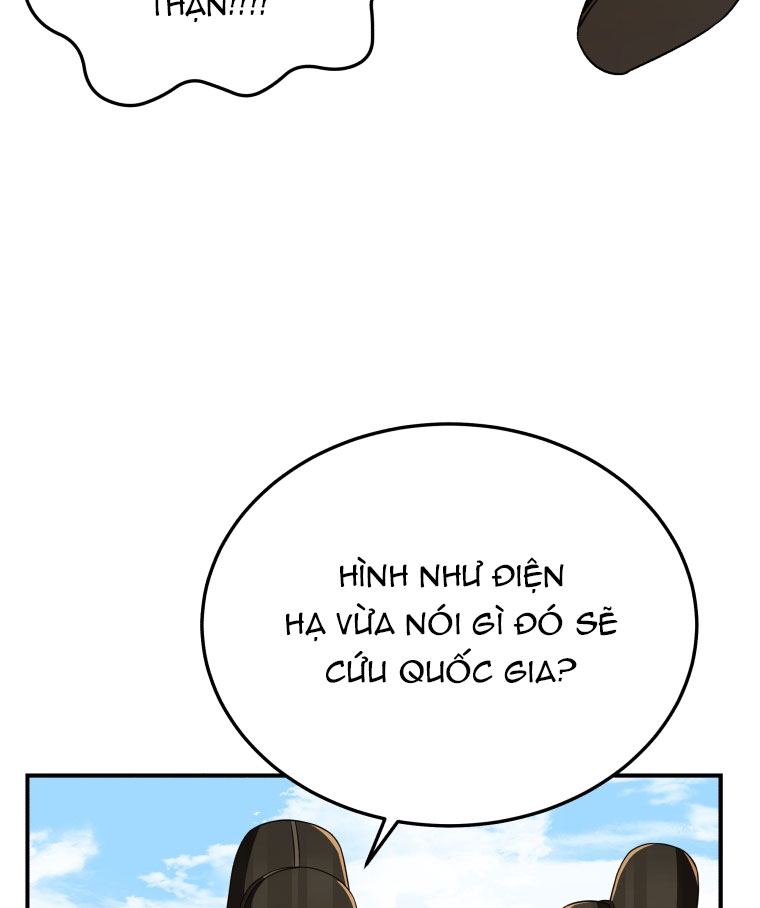 THẬN!!!!
HÌNH NHƯ ĐIỆN
HẠ VỪA NÓI GÌ ĐÓ SẼ
CỨU QUỐC GIA?